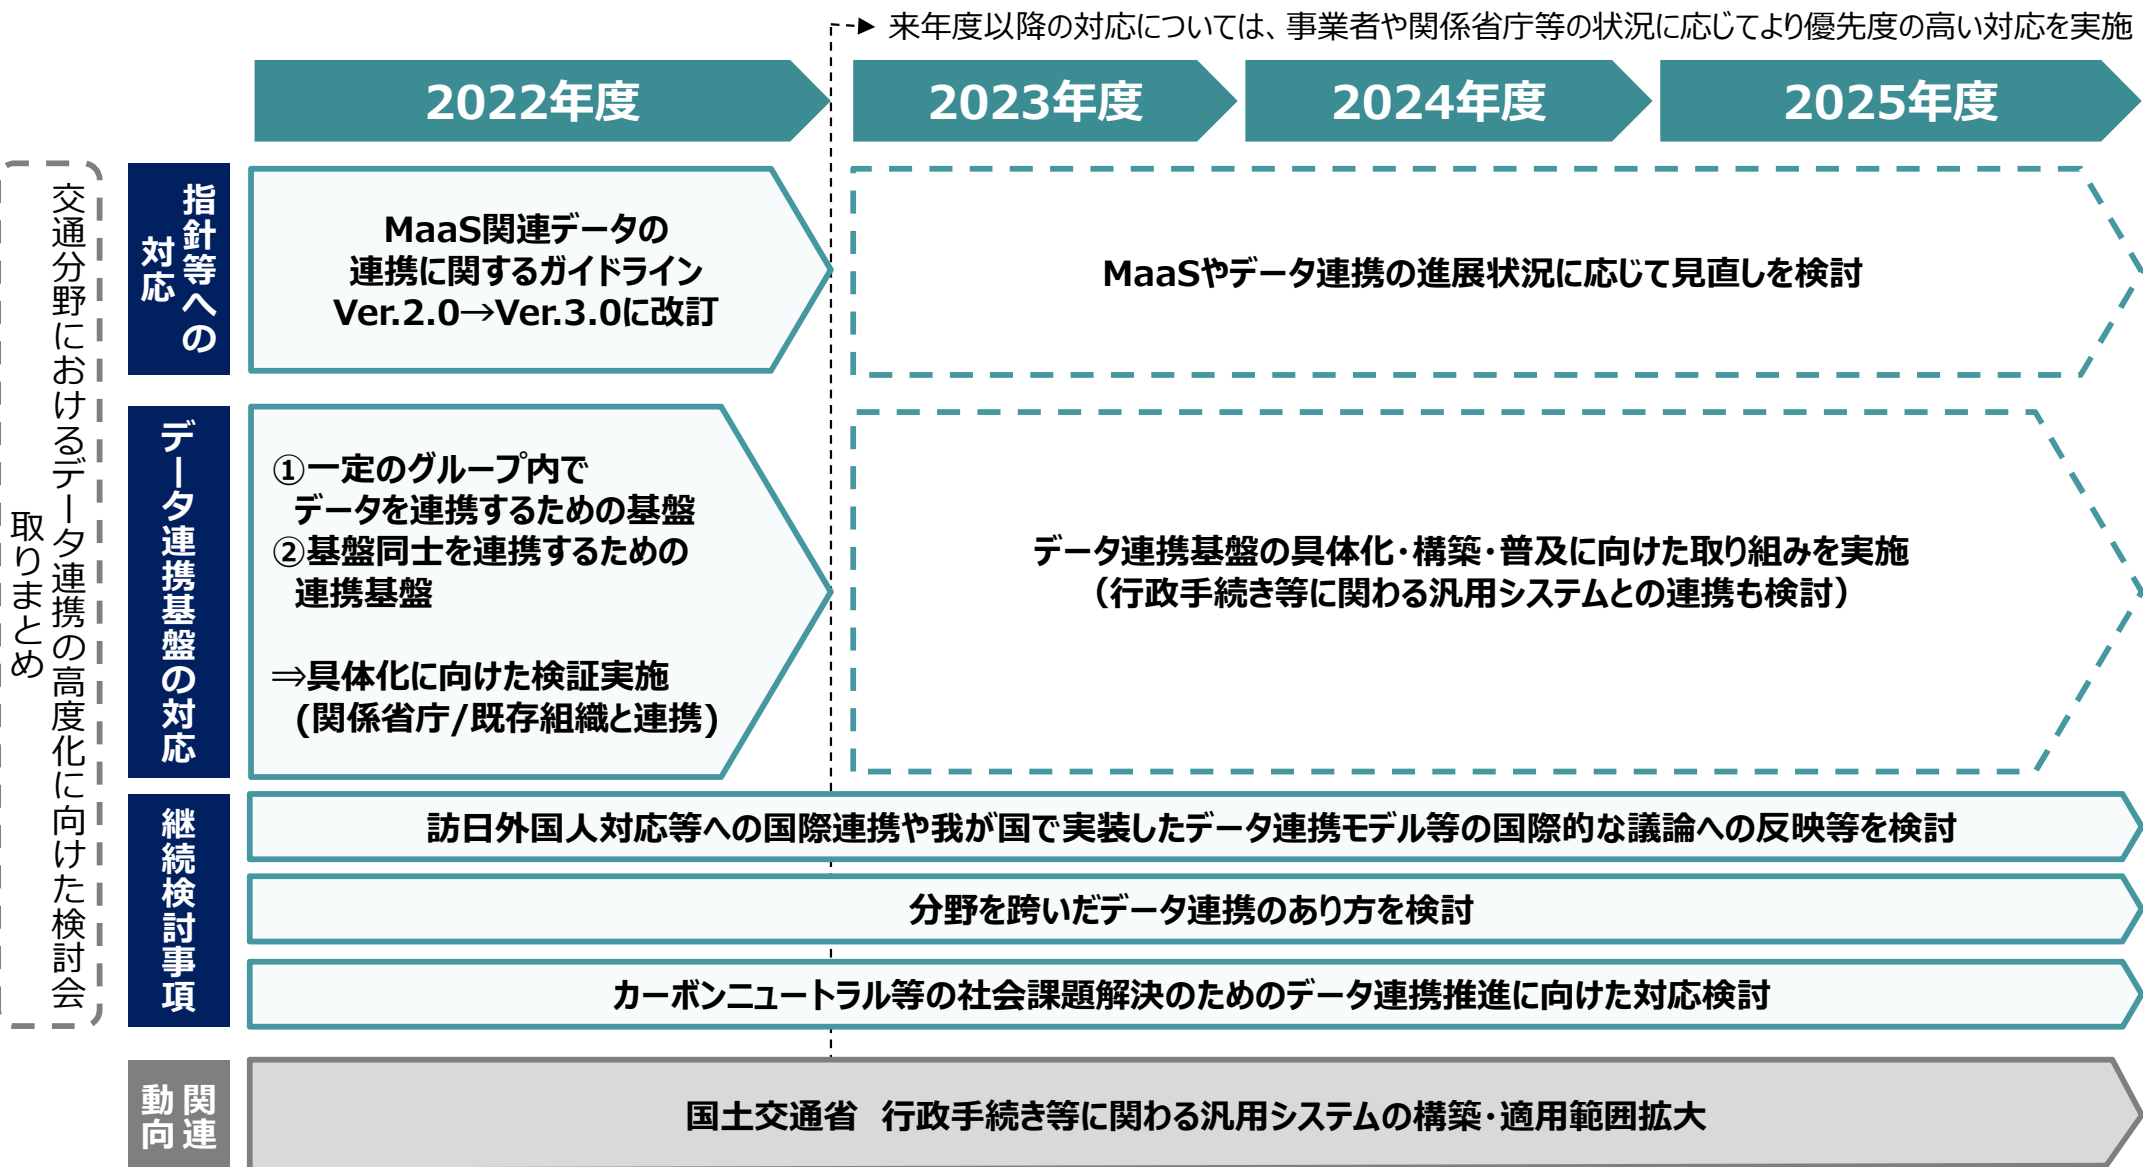 来年度以降の対応については、事業者や関係省庁等の状況に応じてより優先度の高い対応を実施
2022年度
2023年度
2024年度
2025年度
交通分野におけるデータ連携の高度化に向けた検討会
取りまとめ
指針等への
対応
MaaS関連データの
連携に関するガイドライン
Ver.2.0→Ver.3.0に改訂
MaaSやデータ連携の進展状況に応じて見直しを検討
データ連携基盤の対応
①一定のグループ内で
データを連携するための基盤
②基盤同士を連携するための
連携基盤
⇒具体化に向けた検証実施
(関係省庁/既存組織と連携)
データ連携基盤の具体化・構築・普及に向けた取り組みを実施
（行政手続き等に関わる汎用システムとの連携も検討）
継続検討事項
訪日外国人対応等への国際連携や我が国で実装したデータ連携モデル等の国際的な議論への反映等を検討
分野を跨いだデータ連携のあり方を検討
カーボンニュートラル等の社会課題解決のためのデータ連携推進に向けた対応検討
関連
動向
国土交通省　行政手続き等に関わる汎用システムの構築・適用範囲拡大